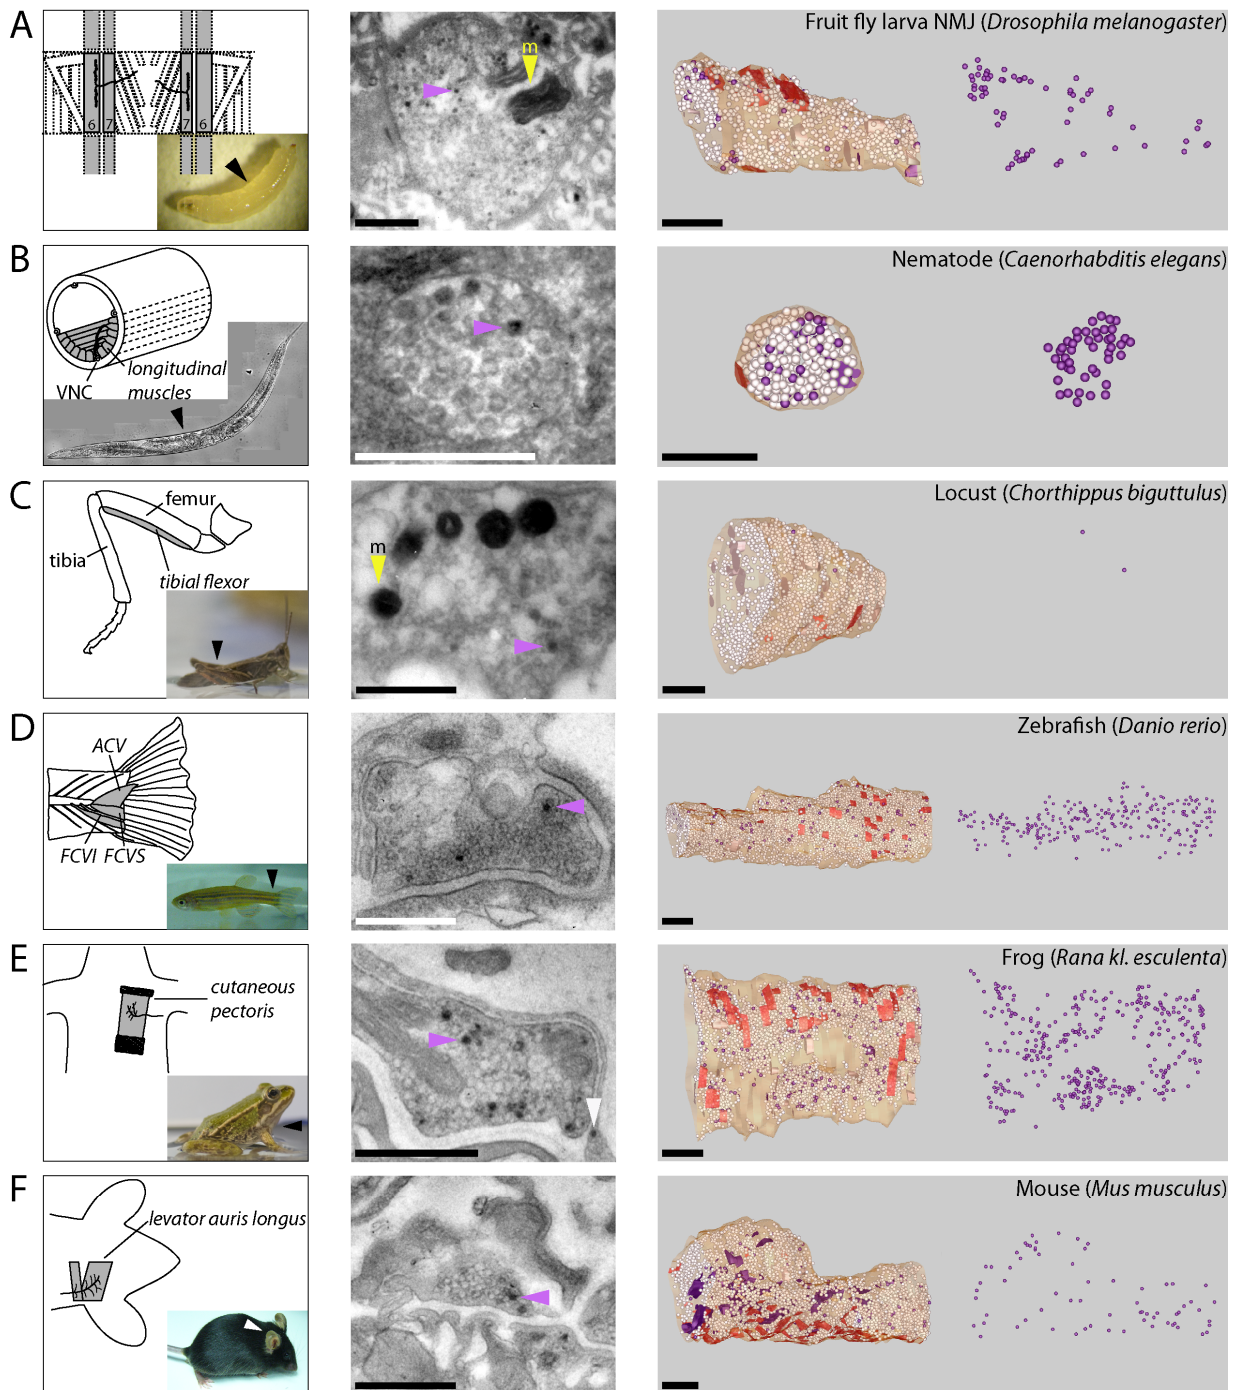 A
6 7 7 6
m
Fruit fly larva NMJ (Drosophila melanogaster)
B
longitudinal
muscles
VNC
Nematode (Caenorhabditis elegans)
C
femur
tibia
tibial flexor
m
Locust (Chorthippus biguttulus)
D
ACV
FCVI FCVS
Zebrafish (Danio rerio)
E
cutaneous
pectoris
Frog (Rana kl. esculenta)
F
levator auris longus
Mouse (Mus musculus)